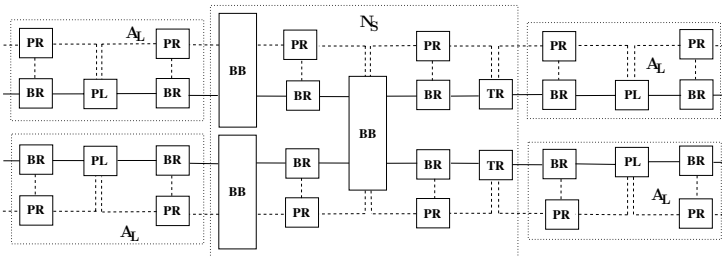 N_S
PR A_L PR PR PR PR PR
BB A_L
BR PL BR BR BR TR BR PL BR
BB
BR PL BR BR BR TR BR PL BR
BB A_L
PR PR PR PR PR PR
A_L